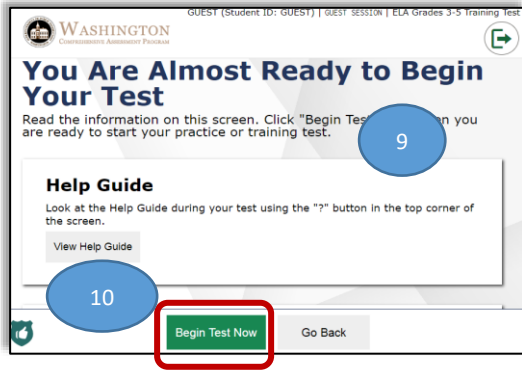 GUEST (Student ID: GUEST) | GUEST SESSION | ELA Grades 3-5 Training Test
WASHINGTON
COMPREHENSIVE ASSESSMENT PROGRAM
You Are Almost Ready to Begin
Your Test
Read the information on this screen. Click "Begin Tes you
are ready to start your practice or training test.
9
Help Guide
Look at the Help Guide during your test using the "?" button in the top corner of
the screen.
View Help Guide
10
Begin Test Now
Go Back